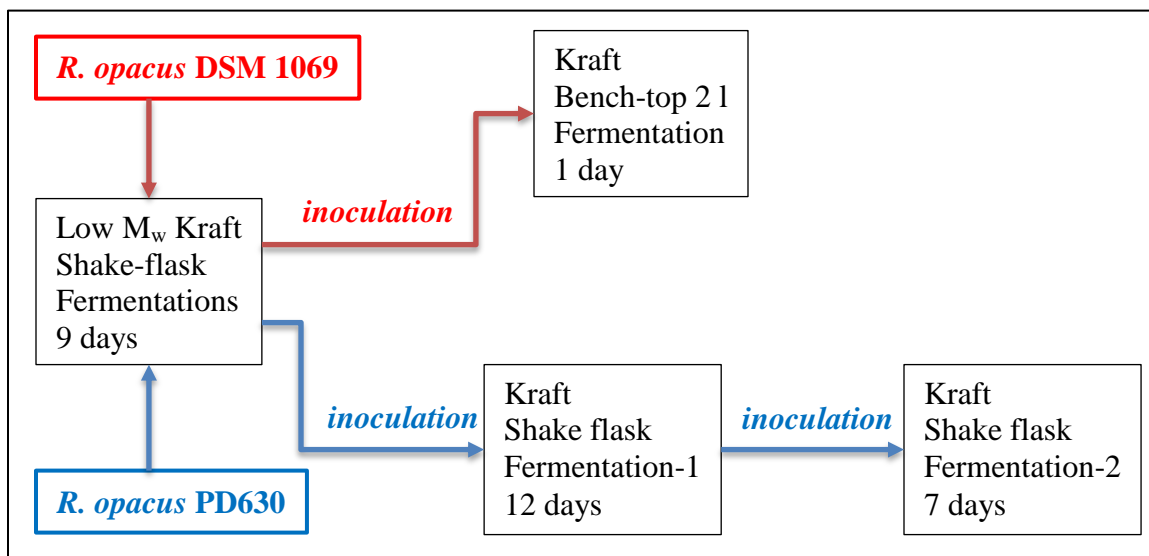 R. opacus DSM 1069
Kraft
Bench-top 2 l
Fermentation
1 day
inoculation
Low Mw Kraft
Shake-flask
Fermentations
9 days
inoculation
Kraft
Shake flask
Fermentation-1
12 days
inoculation
Kraft
Shake flask
Fermentation-2
7 days
R. opacus PD630